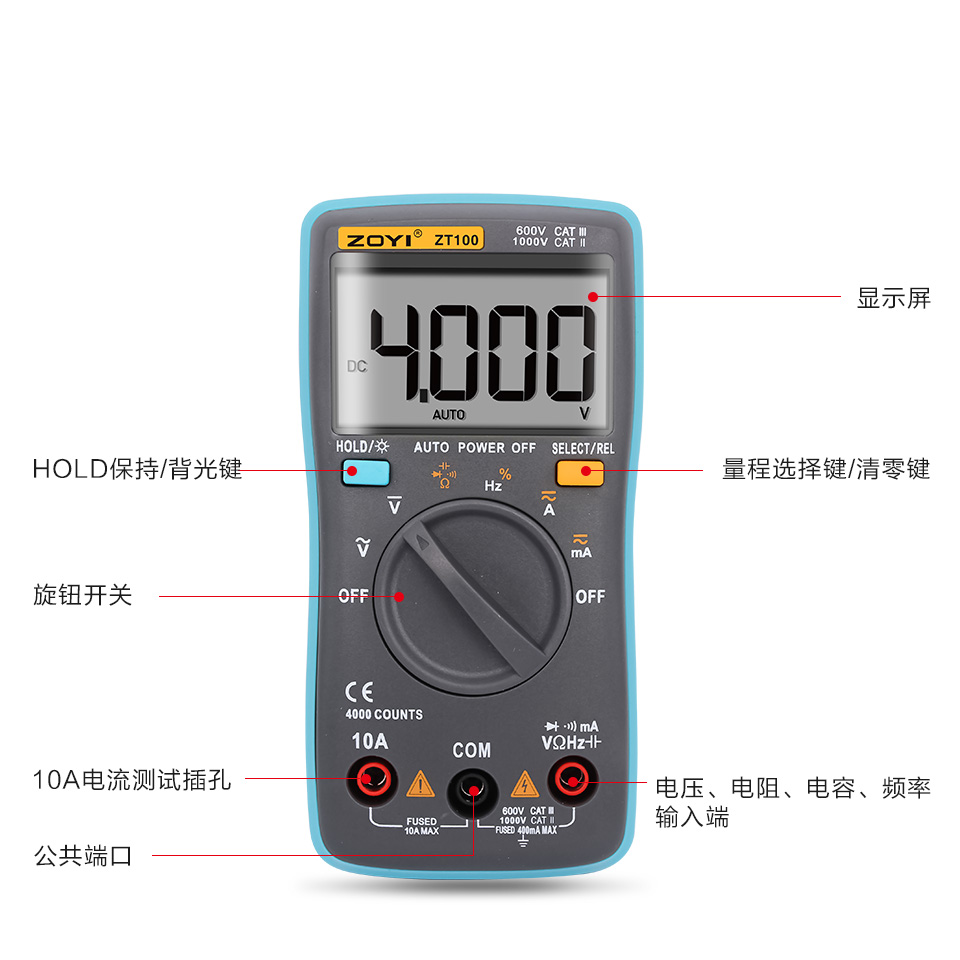 ZOYI® ZT100
600V CAT III
1000V CAT II
显示屏
DC
4.000
AUTO
V
HOLD/
AUTO POWER OFF
SELECT/REL
HOLD保持/背光键
量程选择键/清零键
Ω
Hz
%
V
A
V
mA
旋钮开关
OFF
OFF
CE
4000 COUNTS
10A
COM
mA
VΩHz
10A电流测试插孔
电压、电阻、电容、频率
输入端
FUSED
10A MAX
600V CAT III
1000V CAT II
FUSED 400mA MAX
公共端口